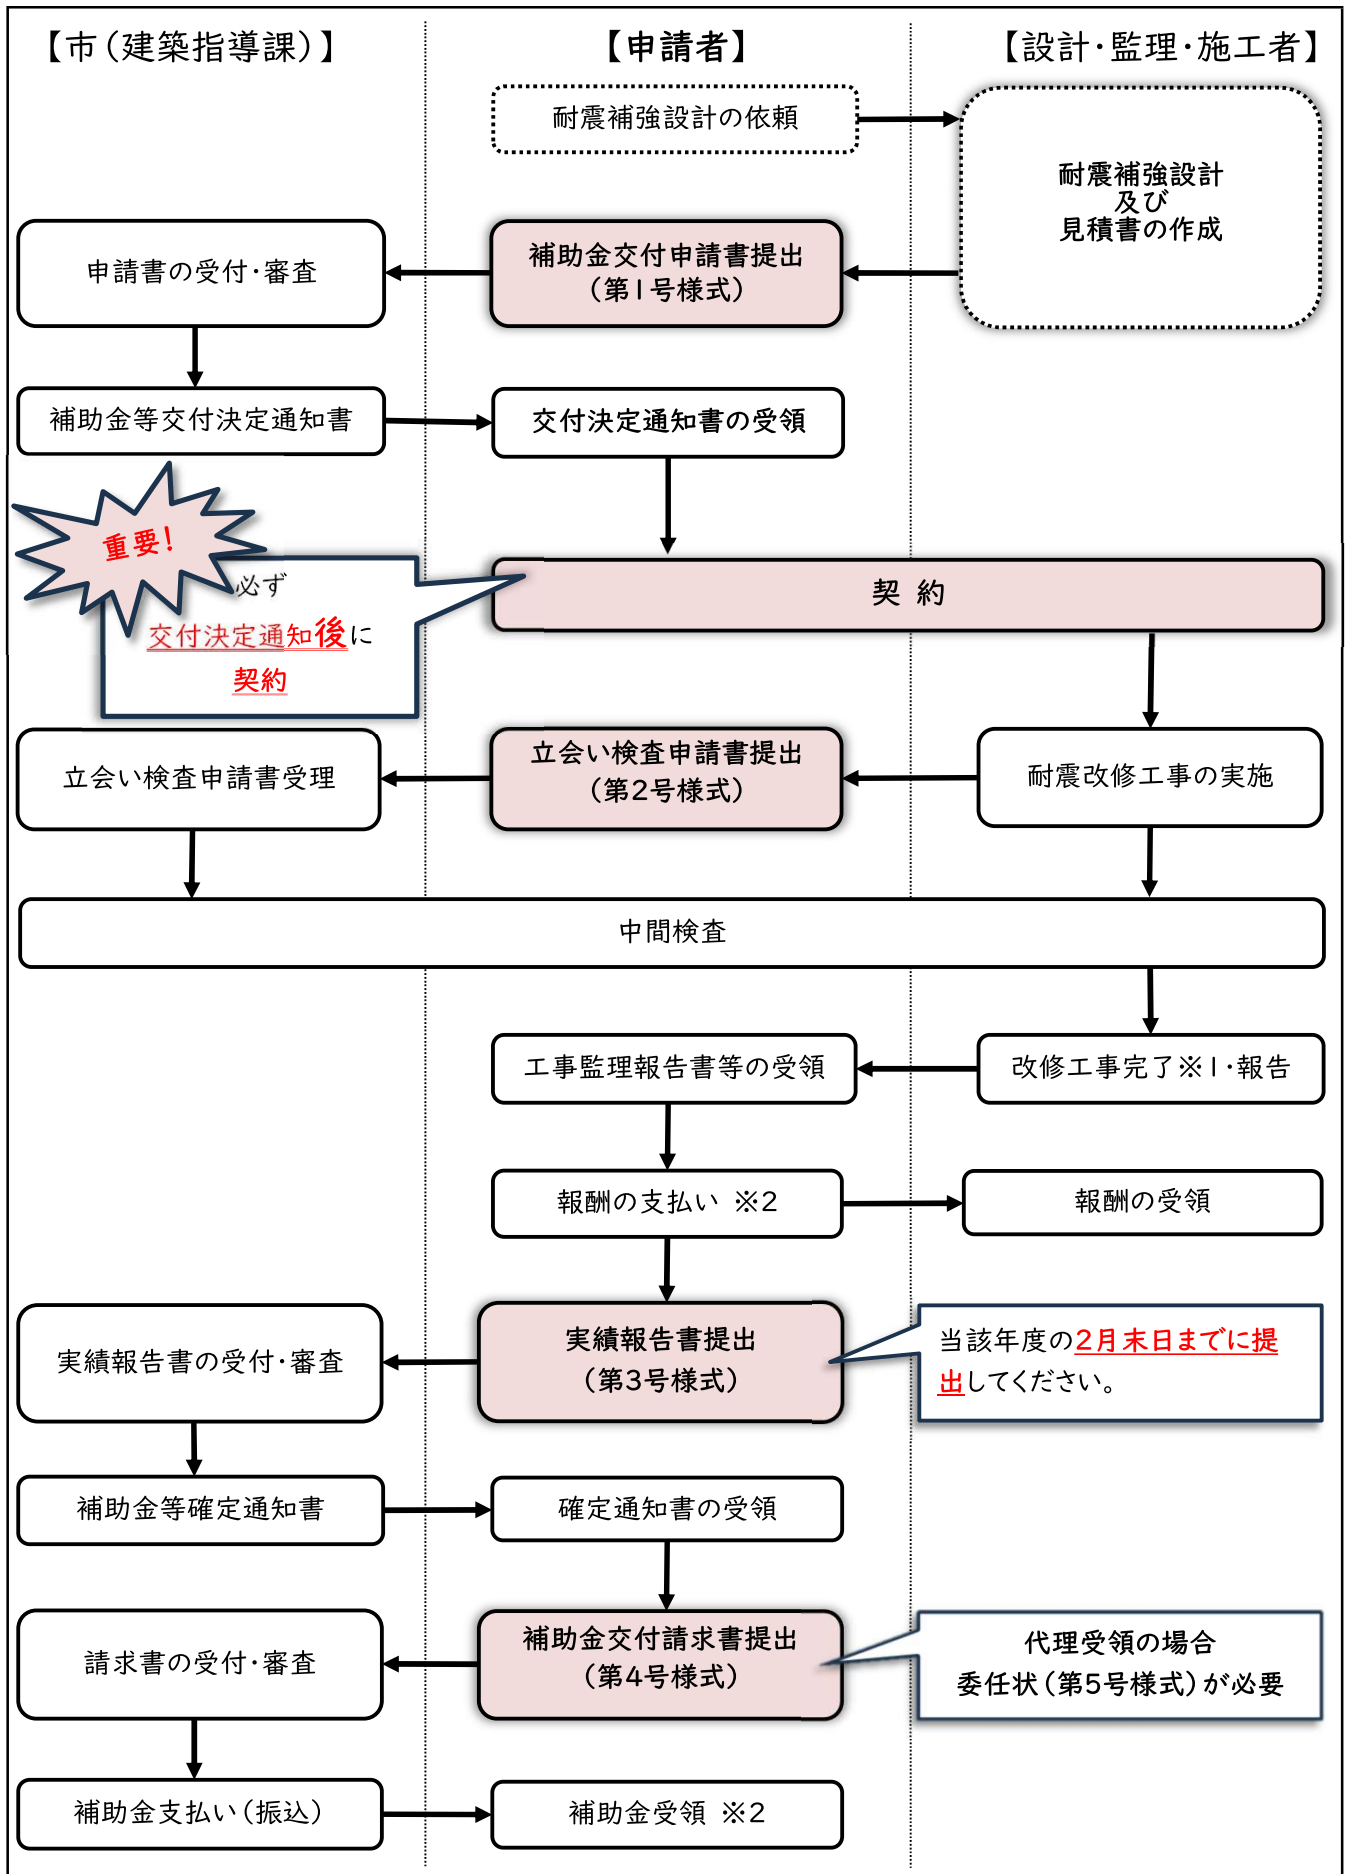 【市（建築指導課）】
【申請者】
【設計・監理・施工者】
耐震補強設計の依頼
耐震補強設計
及び
見積書の作成
申請書の受付・審査
補助金交付申請書提出
（第1号様式）
補助金等交付決定通知書
交付決定通知書の受領
重要！
必ず
交付決定通知後に
契約
契 約
立会い検査申請書受理
立会い検査申請書提出
（第2号様式）
耐震改修工事の実施
中間検査
工事監理報告書等の受領
改修工事完了※1・報告
報酬の支払い ※2
報酬の受領
実績報告書の受付・審査
実績報告書提出
（第3号様式）
当該年度の2月末日までに提
出してください。
補助金等確定通知書
確定通知書の受領
請求書の受付・審査
補助金交付請求書提出
（第4号様式）
代理受領の場合
委任状（第5号様式）が必要
補助金支払い（振込）
補助金受領 ※2